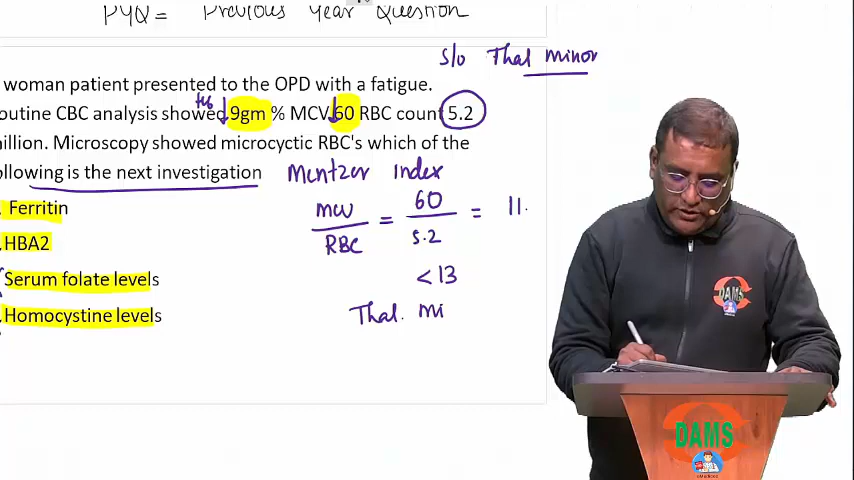 PYQ = Previous Year Question
S/o Thal minor
woman patient presented to the OPD with a fatigue.
outine CBC analysis showed 9gm % MCV 60 RBC count 5.2
illion. Microscopy showed microcytic RBC's which of the
ollowing is the next investigation
Mentzer Index
Ferritin
MCV / RBC = 60 / 5.2 = 11.
HBA2
Serum folate levels
< 13
Homocystine levels
Thal. Mi
DAMS
DAMS